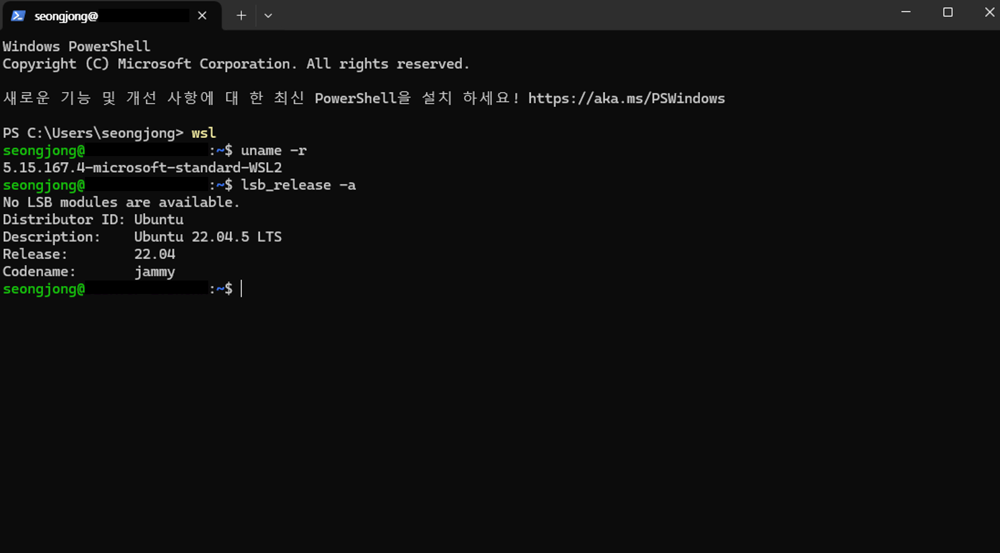 seongjong@
Windows PowerShell
Copyright (C) Microsoft Corporation. All rights reserved.
새로운 기능 및 개선 사항에 대 한 최신 PowerShell을 설치 하세요! https://aka.ms/PSWindows
PS C:\Users\seongjong> wsl
seongjong@ :~$ uname -r
5.15.167.4-microsoft-standard-WSL2
seongjong@ :~$ lsb_release -a
No LSB modules are available.
Distributor ID: Ubuntu
Description: Ubuntu 22.04.5 LTS
Release: 22.04
Codename: jammy
seongjong@ :~$